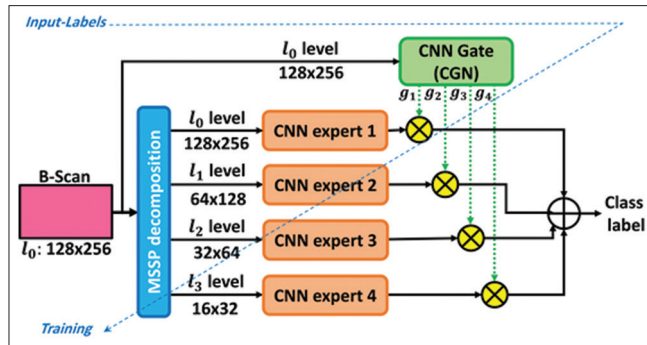 Input-Labels
l₀ level
128x256
CNN Gate
(CGN)
g₁ g₂ g₃ g₄
B-Scan
l₀: 128x256
MSSP decomposition
l₀ level
128x256
CNN expert 1
l₁ level
64x128
CNN expert 2
l₂ level
32x64
CNN expert 3
l₃ level
16x32
CNN expert 4
Class
label
Training